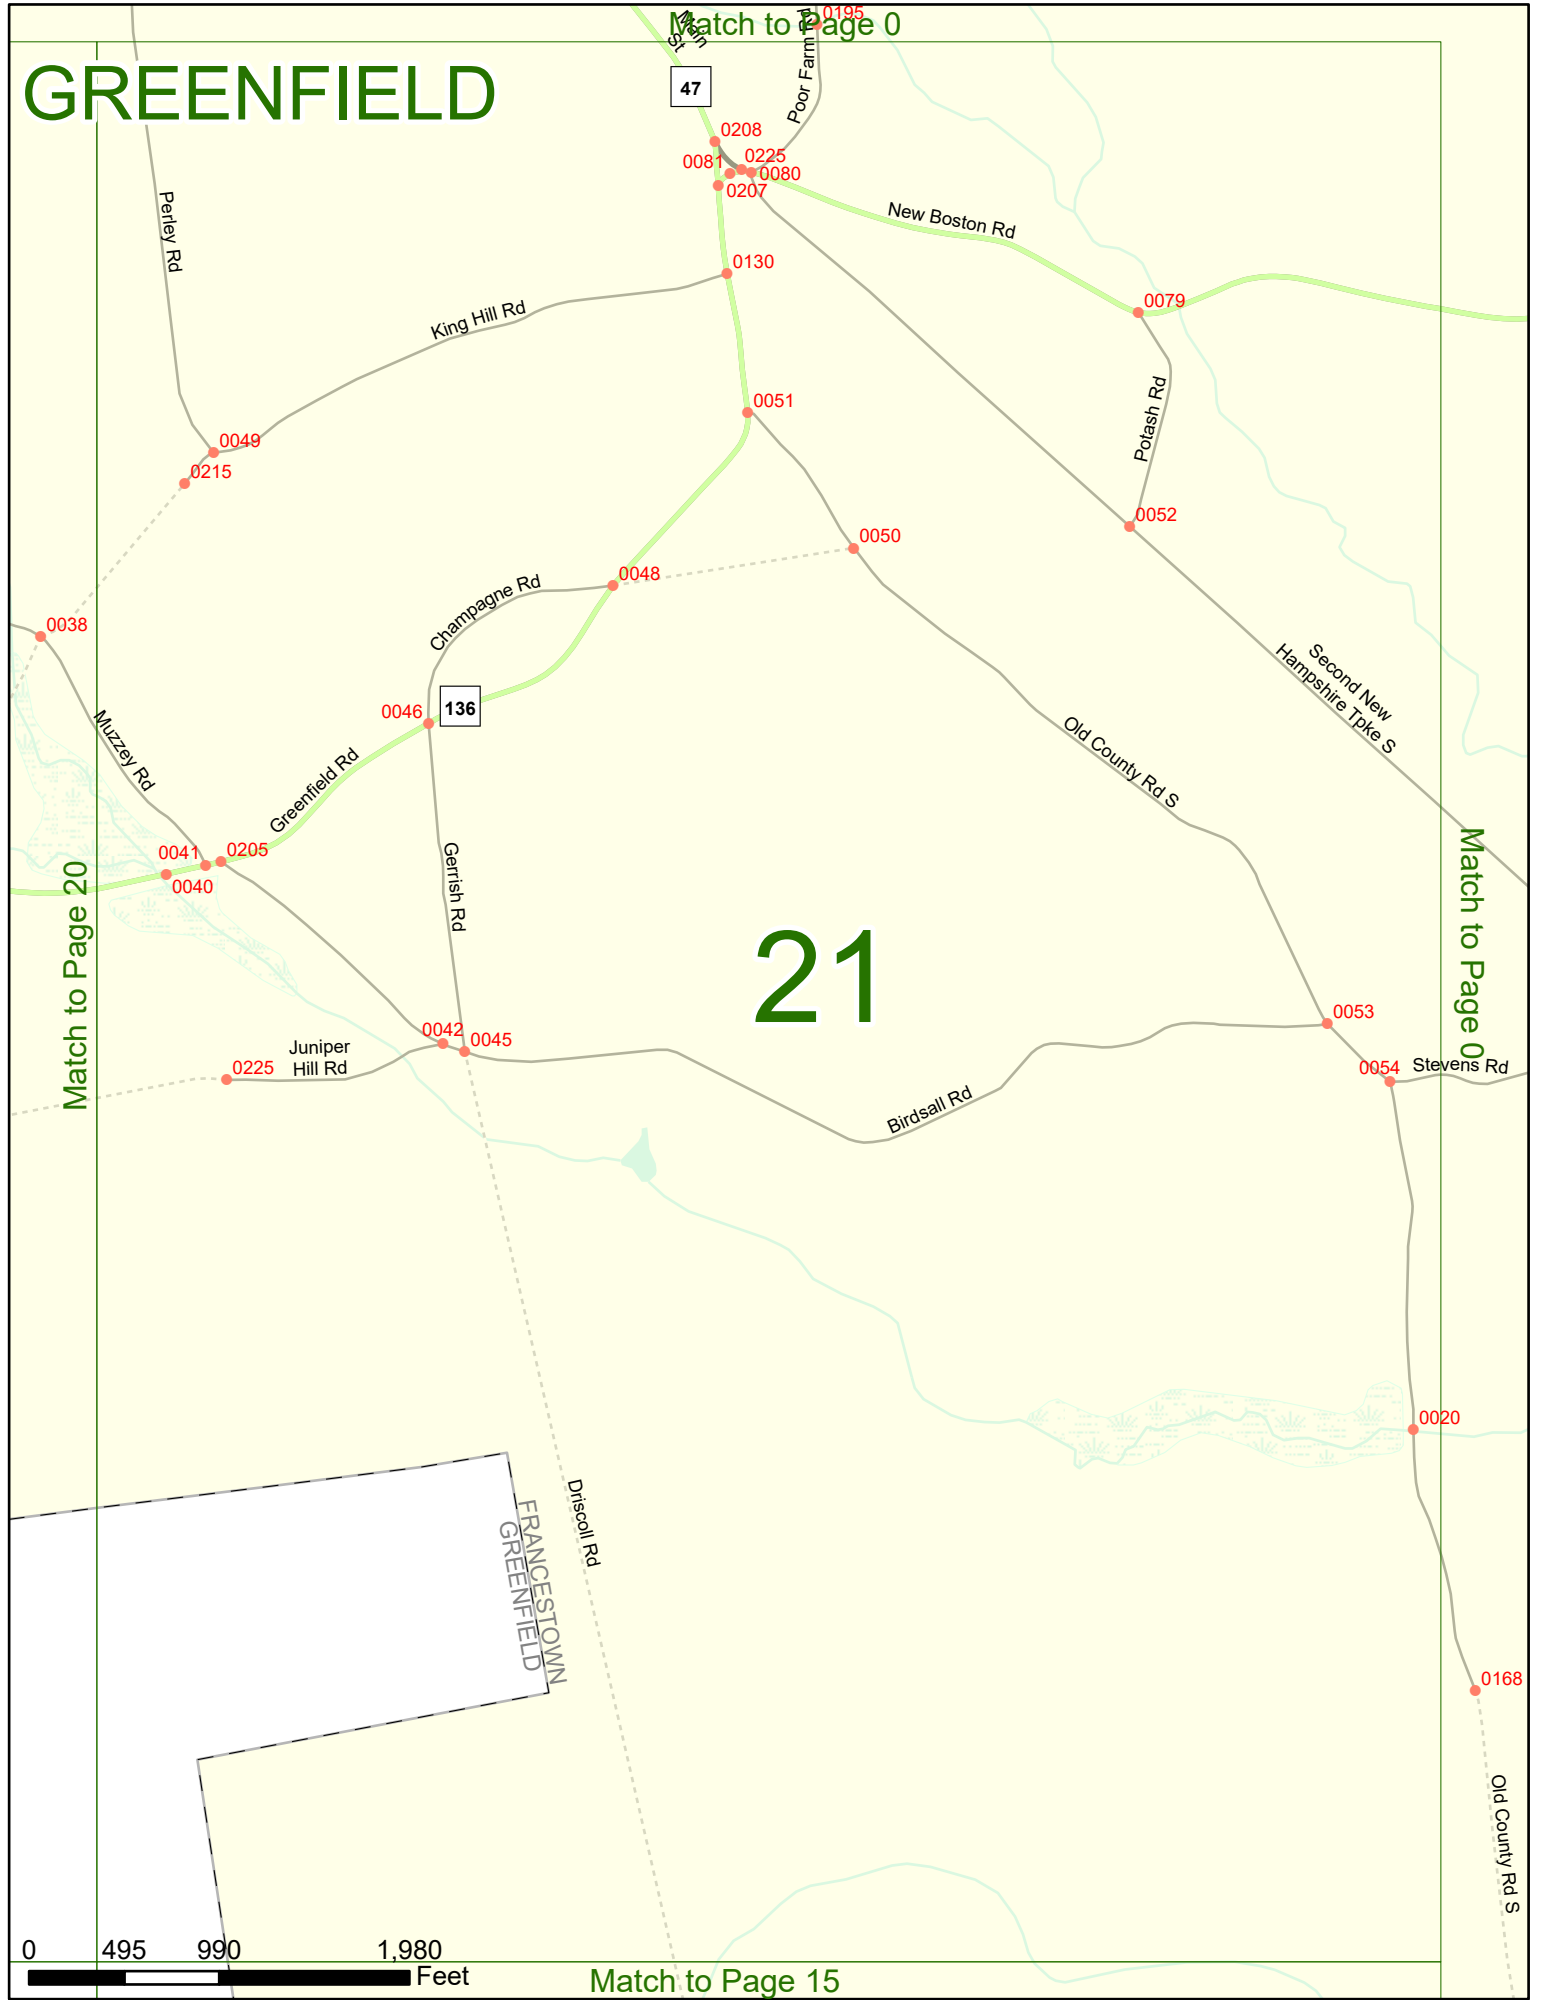 Match to Page 0
GREENFIELD
Main
St
47
Poor Farm Rd
0195
0208
0081
0225
0080
0207
Perley Rd
New Boston Rd
0130
King Hill Rd
0079
0051
Potash Rd
0049
0215
0052
0050
0048
Champagne Rd
0038
Second New
Hampshire Tpke S
0046
136
Muzzey Rd
Greenfield Rd
Old County Rd S
0041
0205
0040
Gerrish Rd
Match to Page 20
21
Match to Page 0
0053
0042
0045
Juniper
Hill Rd
0225
0054
Stevens Rd
Birdsall Rd
0020
Driscoll Rd
FRANCESTOWN
GREENFIELD
0168
Old County Rd S
0 495 990 1,980
Feet
Match to Page 15